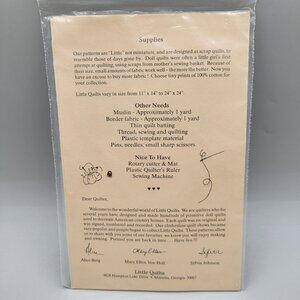 Supplies
Our patterns are "Little" not miniature, and are designed as scrap quilts, to
resemble those of days gone by. Doll quilts were often a little girl's first
attempt at quilting, using scraps from mother's sewing basket. Because of
their size, small amounts of fabric work well - the more the better. Now you
have an excuse to buy more fabric! Choose tiny prints of 100% cotton for
your collection.
Little Quilts vary in size from 11" x 14" to 24" x 24".
Other Needs
Muslin - Approximately 1 yard
Border fabric - Approximately 1 yard
Thin quilt batting
Thread, sewing and quilting
Plastic template material
Pins, needles, small sharp scissors
Nice To Have
Rotary cutter & Mat
Plastic Quilter's Ruler
Sewing Machine
Dear Quilter,
Welcome to the wonderful world of Little Quilts. We are quilters who for
several years have designed and made hundreds of primitive doll quilts
used to decorate American country homes. Each quilt was an original and
was signed, numbered and recorded. Our showcase quilts became very
popular and people began to collect Little Quilts. These patterns allow
us to share with you some of our favorites we know you will enjoy making
and owning. Pretend you are back in time. Have fun !!
Alice
Mary Ellen
Sylvia
Alice Berg
Mary Ellen Von Holt
Sylvia Johnson
Little Quilts
Hampton Lake Drive • Marietta, Georgia